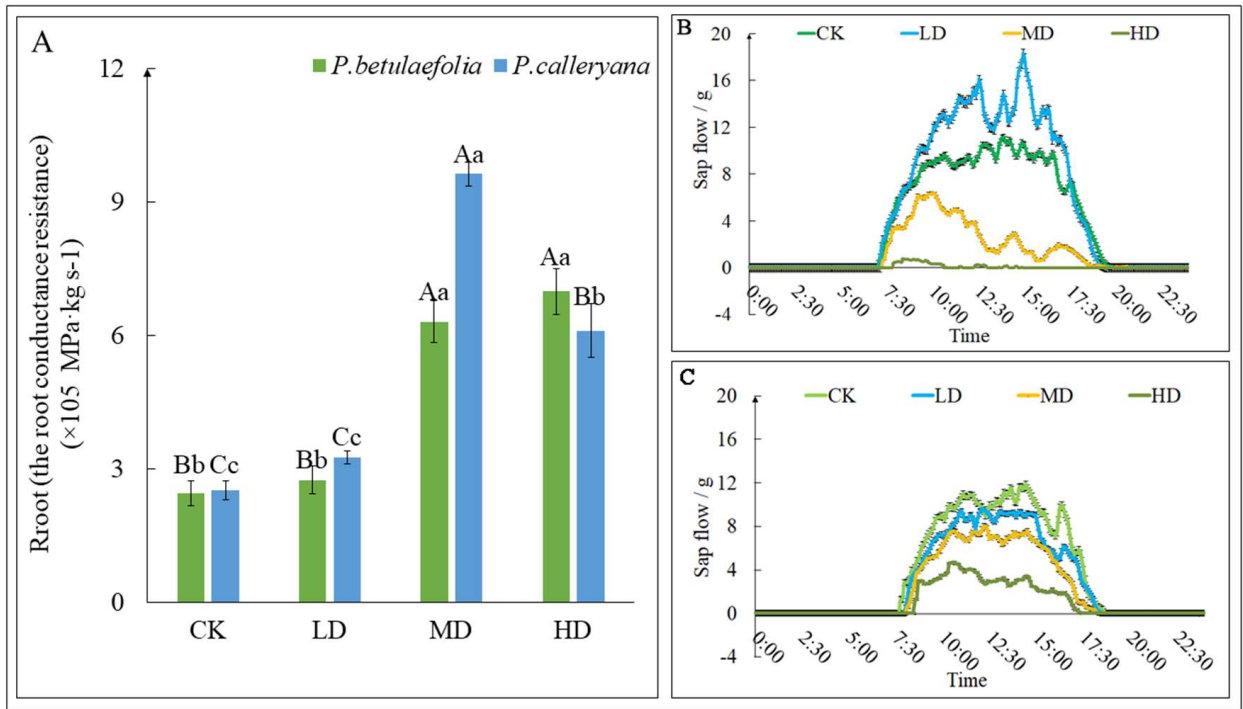 A
P.betulaefolia P.calleryana
Rroot (the root conductance resistance)
(×105 MPa·kg s-1)
12
9
6
3
0
Bb Cc
Bb Cc
Aa Aa
Aa Bb
CK LD MD HD
B
CK LD MD HD
Sap flow / g
20
16
12
8
4
0
-4
0:00 2:30 5:00 7:30 10:00 12:30 15:00 17:30 20:00 22:30
Time
C
CK LD MD HD
Sap flow / g
20
16
12
8
4
0
-4
0:00 2:30 5:00 7:30 10:00 12:30 15:00 17:30 20:00 22:30
Time